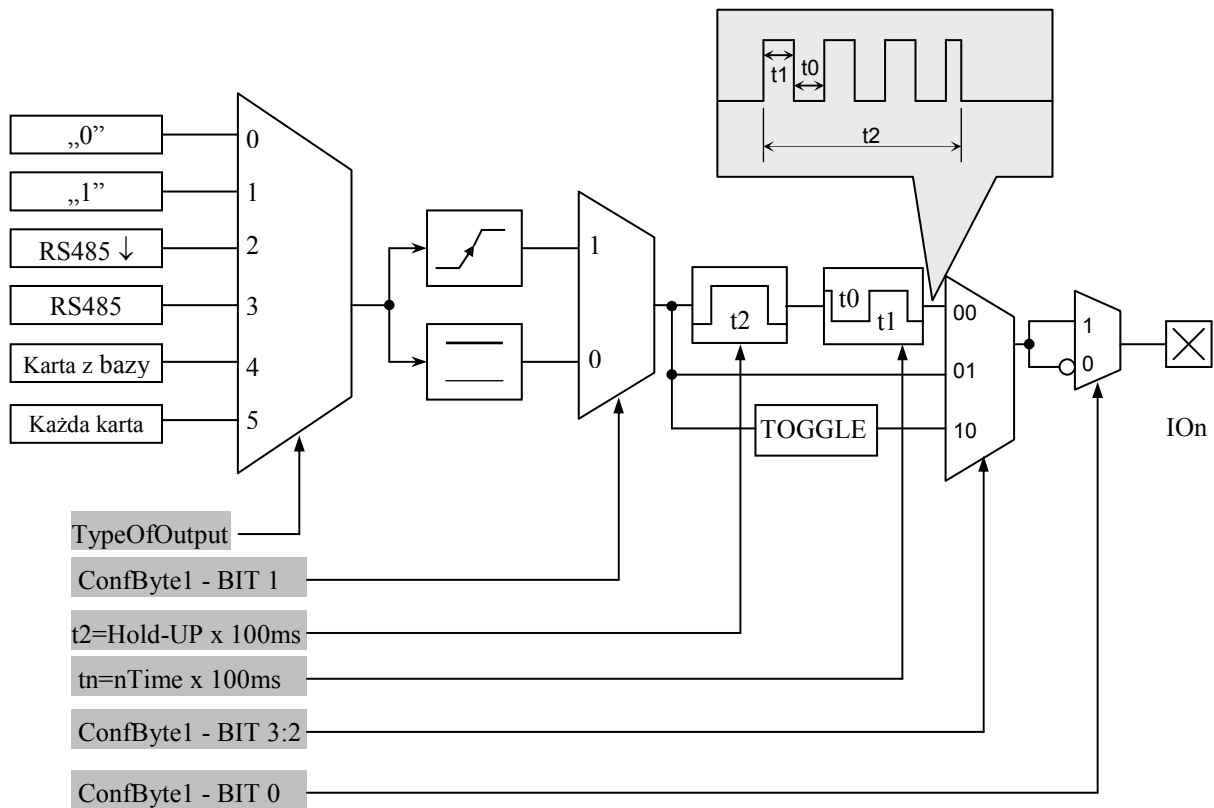 t1
t0
t2
„0”
„1”
RS485 ↓
RS485
Karta z bazy
Każda karta
0
1
2
3
4
5
1
0
t2
t0
t1
00
01
10
TOGGLE
1
0
IOn
TypeOfOutput
ConfByte1 - BIT 1
t2=Hold-UP x 100ms
tn=nTime x 100ms
ConfByte1 - BIT 3:2
ConfByte1 - BIT 0